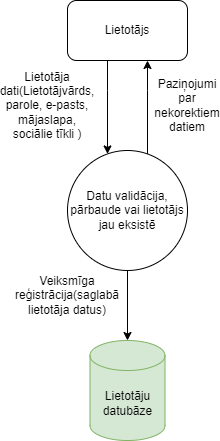 Lietotājs
Lietotāja
dati(Lietotājvārds,
parole, e-pasts,
mājaslapa,
sociālie tīkli )
Paziņojumi
par
nekorektiem
datiem
Datu validācija,
pārbaude vai lietotājs
jau eksistē
Veiksmīga
reģistrācija(saglabā
lietotāja datus)
Lietotāju
datubāze